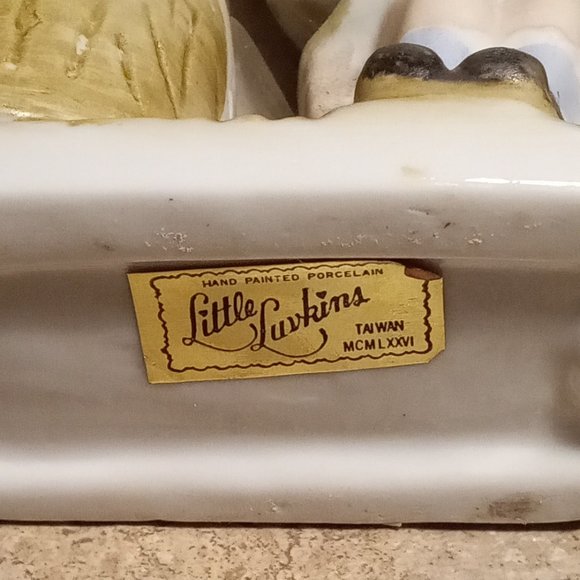 HAND PAINTED PORCELAIN
Little Luvkins
TAIWAN
MCMLXXVI